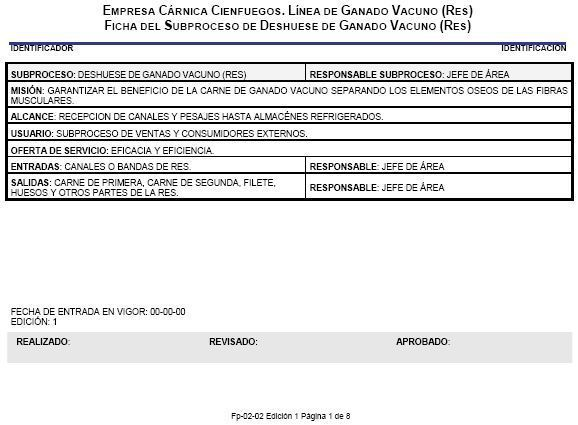 EMPRESA CÁRNICA CIENFUEGOS. LÍNEA DE GANADO VACUNO (RES)
FICHA DEL SUBPROCESO DE DESHUESE DE GANADO VACUNO (RES)
IDENTIFICADOR IDENTIFICACIÓN
SUBPROCESO: DESHUESE DE GANADO VACUNO (RES) RESPONSABLE SUBPROCESO: JEFE DE ÁREA
MISIÓN: GARANTIZAR EL BENEFICIO DE LA CARNE DE GANADO VACUNO SEPARANDO LOS ELEMENTOS OSEOS DE LAS FIBRAS
MUSCULARES.
ALCANCE: RECEPCION DE CANALES Y PESAJES HASTA ALMACÉNES REFRIGERADOS.
USUARIO: SUBPROCESO DE VENTAS Y CONSUMIDORES EXTERNOS.
OFERTA DE SERVICIO: EFICACIA Y EFICIENCIA.
ENTRADAS: CANALES O BANDAS DE RES. RESPONSABLE: JEFE DE ÁREA
SALIDAS: CARNE DE PRIMERA, CARNE DE SEGUNDA, FILETE,
HUESOS Y OTROS PARTES DE LA RES. RESPONSABLE: JEFE DE ÁREA
FECHA DE ENTRADA EN VIGOR: 00-00-00
EDICIÓN: 1
REALIZADO: REVISADO: APROBADO:
Fp-02-02 Edición 1 Página 1 de 8